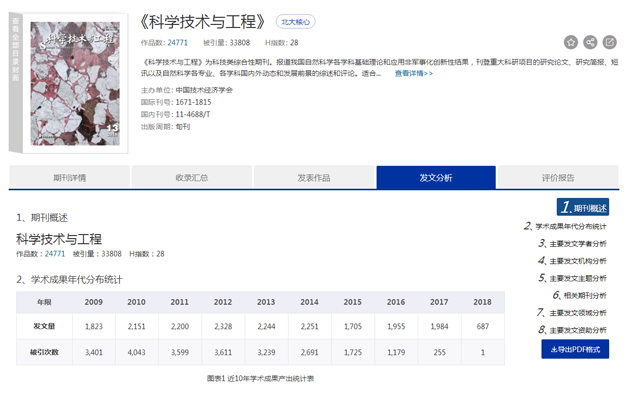 查看全部目录封面
科学技术与工程
13
《科学技术与工程》 北大核心
作品数: 24771 被引量: 33808 H指数: 28
《科学技术与工程》为科技类综合性期刊。报道我国自然科学各学科基础理论和应用非军事化创新性结果，刊登重大科研项目的研究论文、研究简报、短
讯以及自然科学各专业、各学科国内外动态和发展前景的综述和评论。适合... 查看详情>>
主办单位: 中国技术经济学会
国际刊号: 1671-1815
国内刊号: 11-4688/T
出版周期: 旬刊
期刊详情 收录汇总 发表作品 发文分析 评价报告
1、期刊概述
科学技术与工程
作品数：24771 被引量：33808 H指数：28
2、学术成果年代分布统计
年报 2009 2010 2011 2012 2013 2014 2015 2016 2017 2018
发文量 1,823 2,151 2,200 2,328 2,244 2,251 1,705 1,955 1,984 687
被引次数 3,401 4,043 3,599 3,611 3,239 2,691 1,725 1,179 255 1
图表1 近10年学术成果产出统计表
1、期刊概述
2、学术成果年代分布统计
3、主要发文学者分析
4、主要发文机构分析
5、主要发文主题分析
6、相关期刊分析
7、主要发文领域分析
8、主要发文资助分析
导出PDF格式